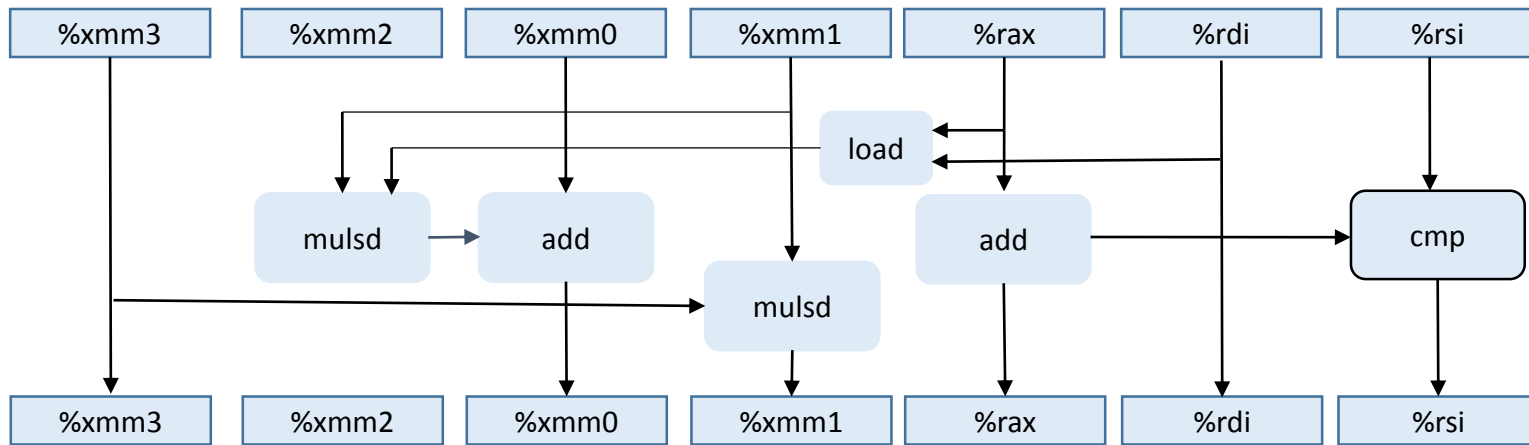 %xmm3 %xmm2 %xmm0 %xmm1 %rax %rdi %rsi
load
mulsd add add cmp
mulsd
%xmm3 %xmm2 %xmm0 %xmm1 %rax %rdi %rsi